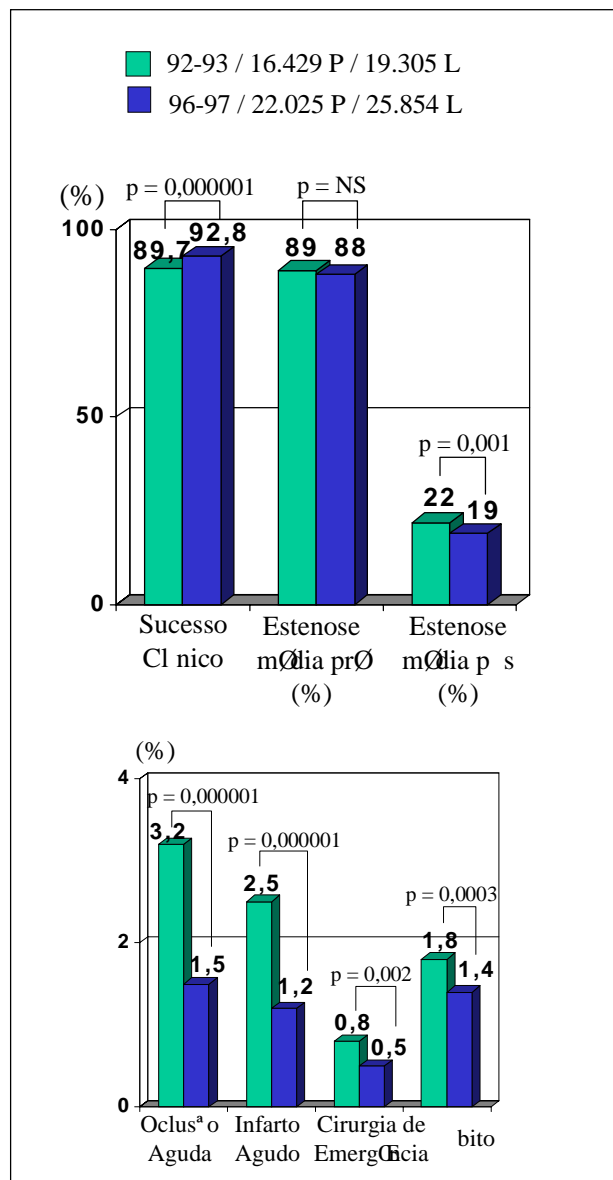 92-93 / 16.429 P / 19.305 L
96-97 / 22.025 P / 25.854 L
(%)
p = 0,000001
p = NS
100
89,7
92,8
89
88
50
p = 0,001
22
19
0
Sucesso
Cl nico
Estenose
mØdia prØ
(%)
Estenose
mØdia p s
(%)
(%)
4
p = 0,000001
3,2
p = 0,000001
2,5
p = 0,0003
1,8
2
1,5
1,2
p = 0,002
0,8
0,5
1,4
0
Oclusª o
Aguda
Infarto
Agudo
Cirurgia de
EmergŒncia
bito